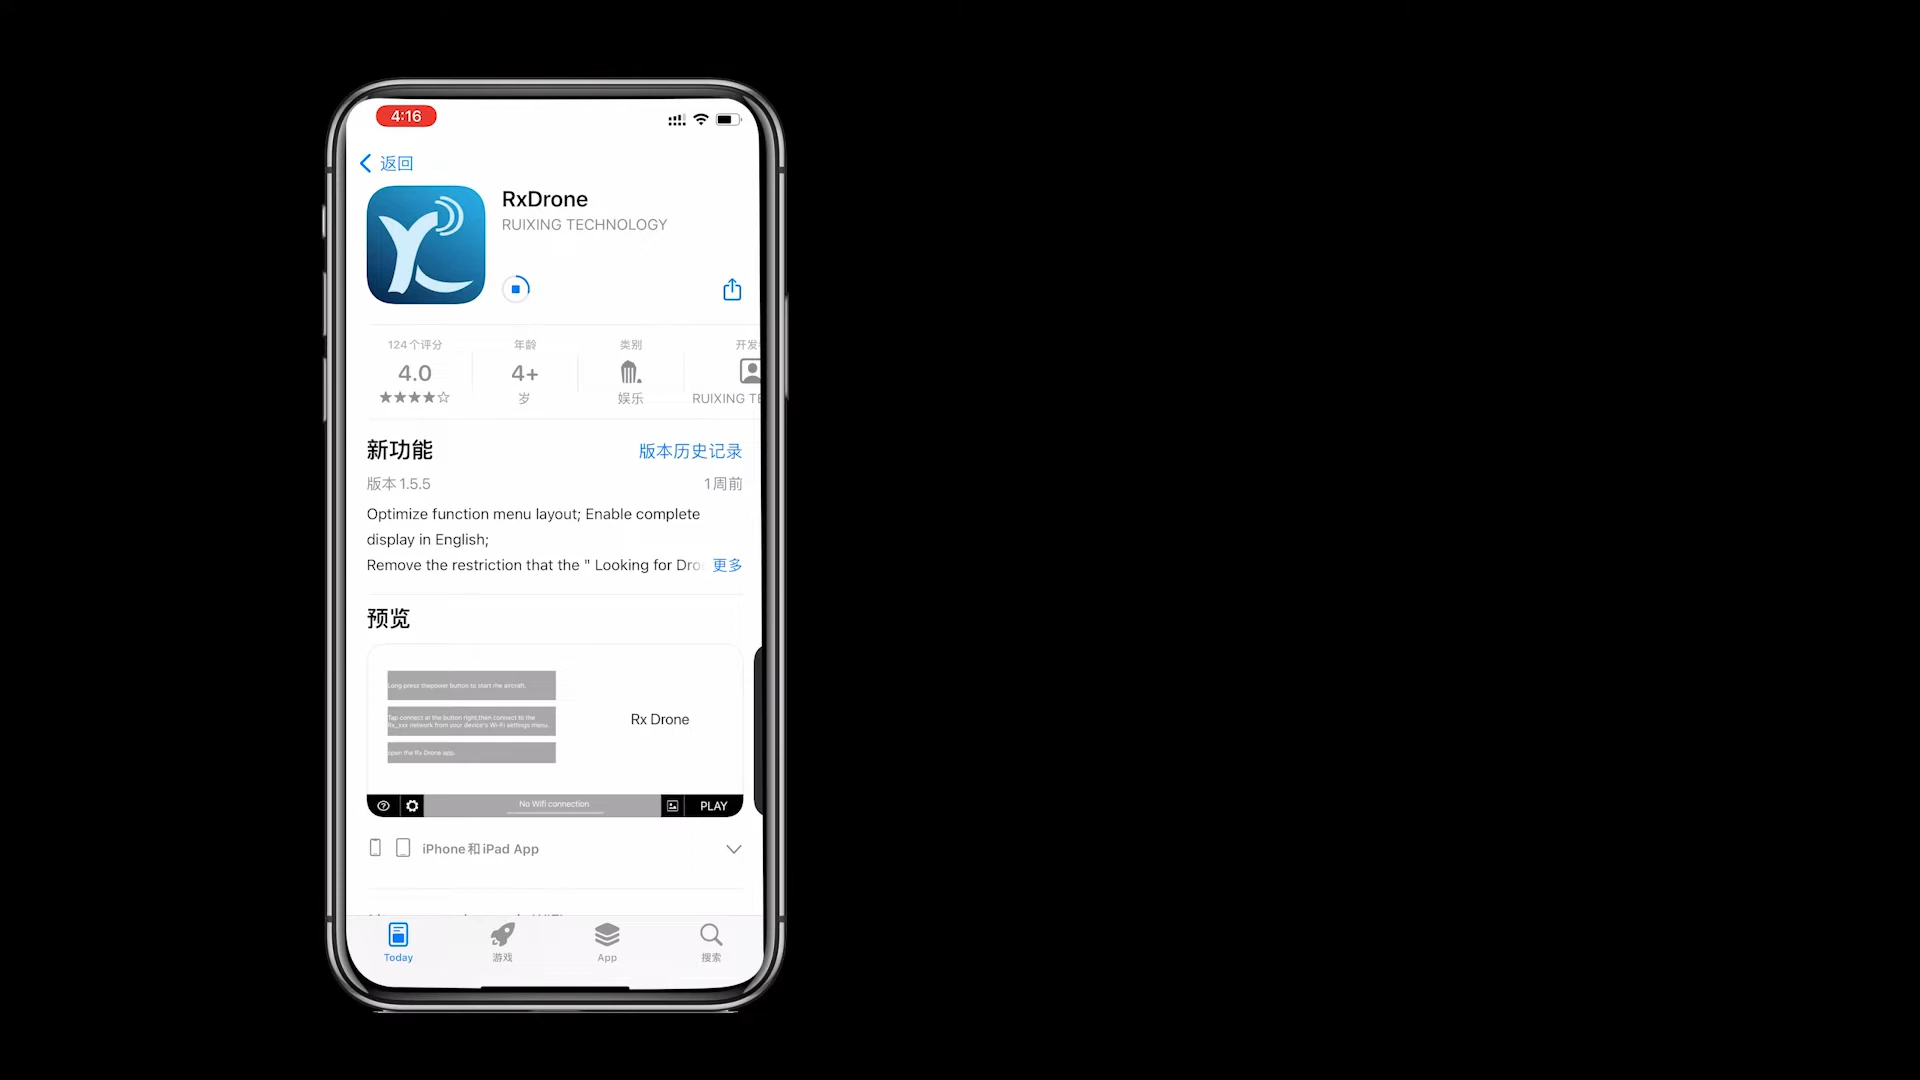 4:16
返回
RxDrone
RUIXING TECHNOLOGY
124个评分
4.0
★★★★☆
年龄
4+
岁
类别
娱乐
开发
RUIXING TE
新功能
版本历史记录
版本 1.5.5
1周前
Optimize function menu layout; Enable complete
display in English;
Remove the restriction that the " Looking for Dro
更多
预览
Long press thepower button to start rhe aircraft.
Tap connect at the button right,then connect to the
Rx_xxx network from your device's Wi-Fi settings menu.
open the Rx Drone app.
Rx Drone
No Wifi connection
PLAY
iPhone和iPad App
Today
游戏
App
搜索